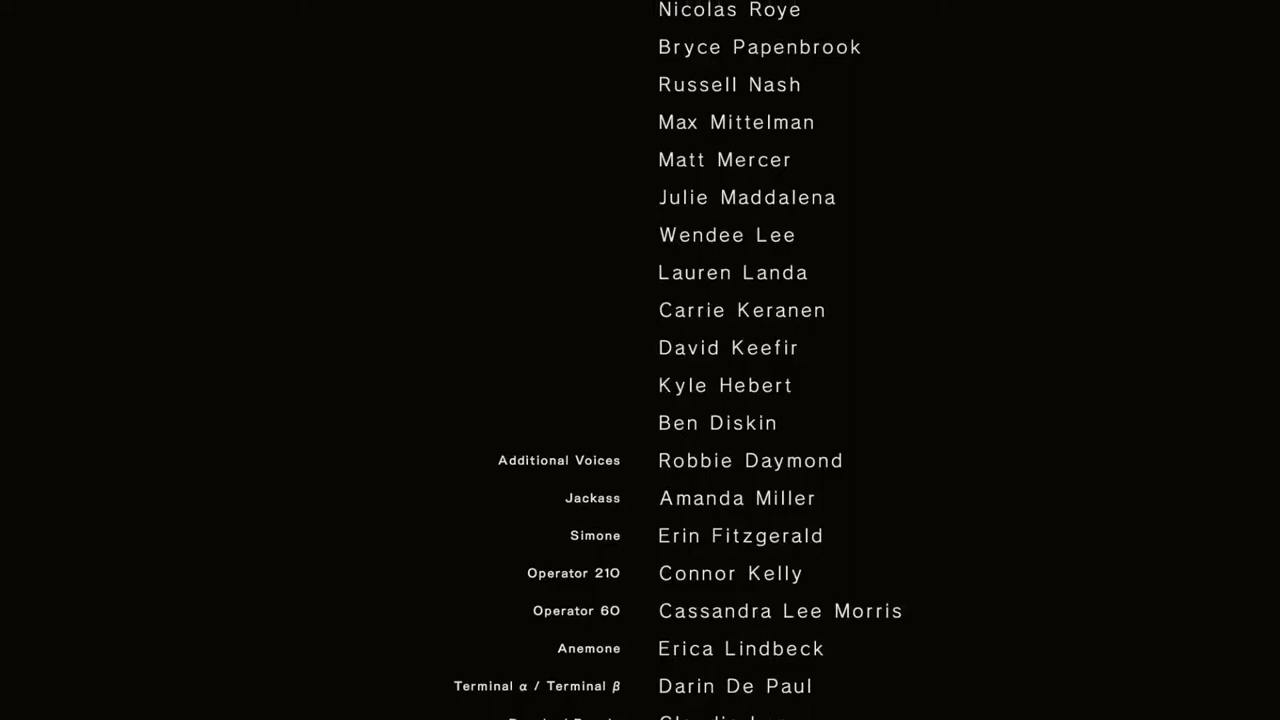 Nicolas Roye
Bryce Papenbrook
Russell Nash
Max Mittelman
Matt Mercer
Julie Maddalena
Wendee Lee
Lauren Landa
Carrie Keranen
David Keefir
Kyle Hebert
Ben Diskin
Additional Voices Robbie Daymond
Jackass Amanda Miller
Simone Erin Fitzgerald
Operator 210 Connor Kelly
Operator 60 Cassandra Lee Morris
Anemone Erica Lindbeck
Terminal α / Terminal β Darin De Paul